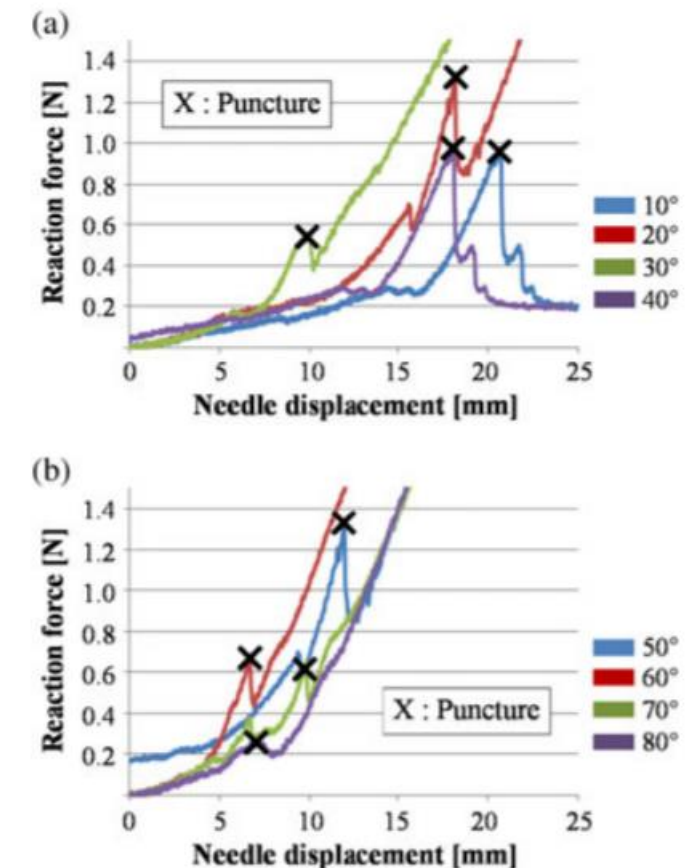 (a)
Reaction force [N]
1.4
1.2
1.0
0.8
0.6
0.4
0.2
X : Puncture
10°
20°
30°
40°
0 5 10 15 20 25
Needle displacement [mm]
(b)
Reaction force [N]
1.4
1.2
1.0
0.8
0.6
0.4
0.2
X : Puncture
50°
60°
70°
80°
0 5 10 15 20 25
Needle displacement [mm]